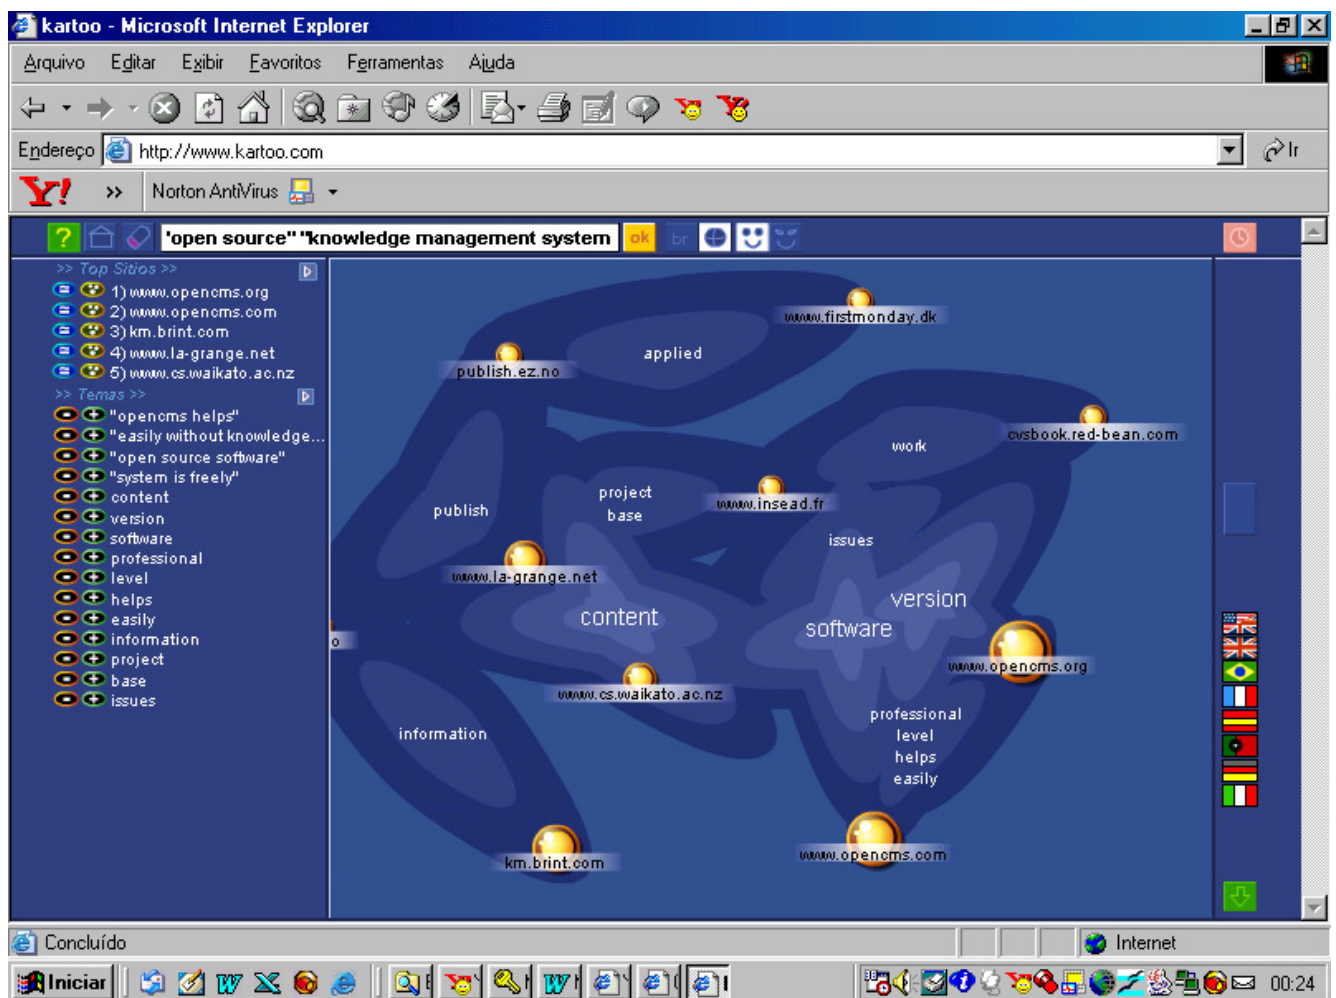 kartoo - Microsoft Internet Explorer
Arquivo Editar Exibir Favoritos Ferramentas Ajuda
Endereço http://www.kartoo.com Ir
Y! >> Norton AntiVirus
? 'open source" "knowledge management system ok br
>> Top Sitios >>
1) www.opencms.org
2) www.opencms.com
3) km.brint.com
4) www.la-grange.net
5) www.cs.waikato.ac.nz
>> Temas >>
"opencms helps"
"easily without knowledge...
"open source software"
"system is freely"
content
version
software
professional
level
helps
easily
information
project
base
issues
www.firstmonday.dk
applied
publish.ez.no
cvsbook.red-bean.com
work
project
base
www.insead.fr
publish
issues
www.la-grange.net
version
content
software
o
www.opencms.org
www.cs.waikato.ac.nz
professional
level
helps
easily
information
www.opencms.com
km.brint.com
Concluído Internet
Iniciar 00:24